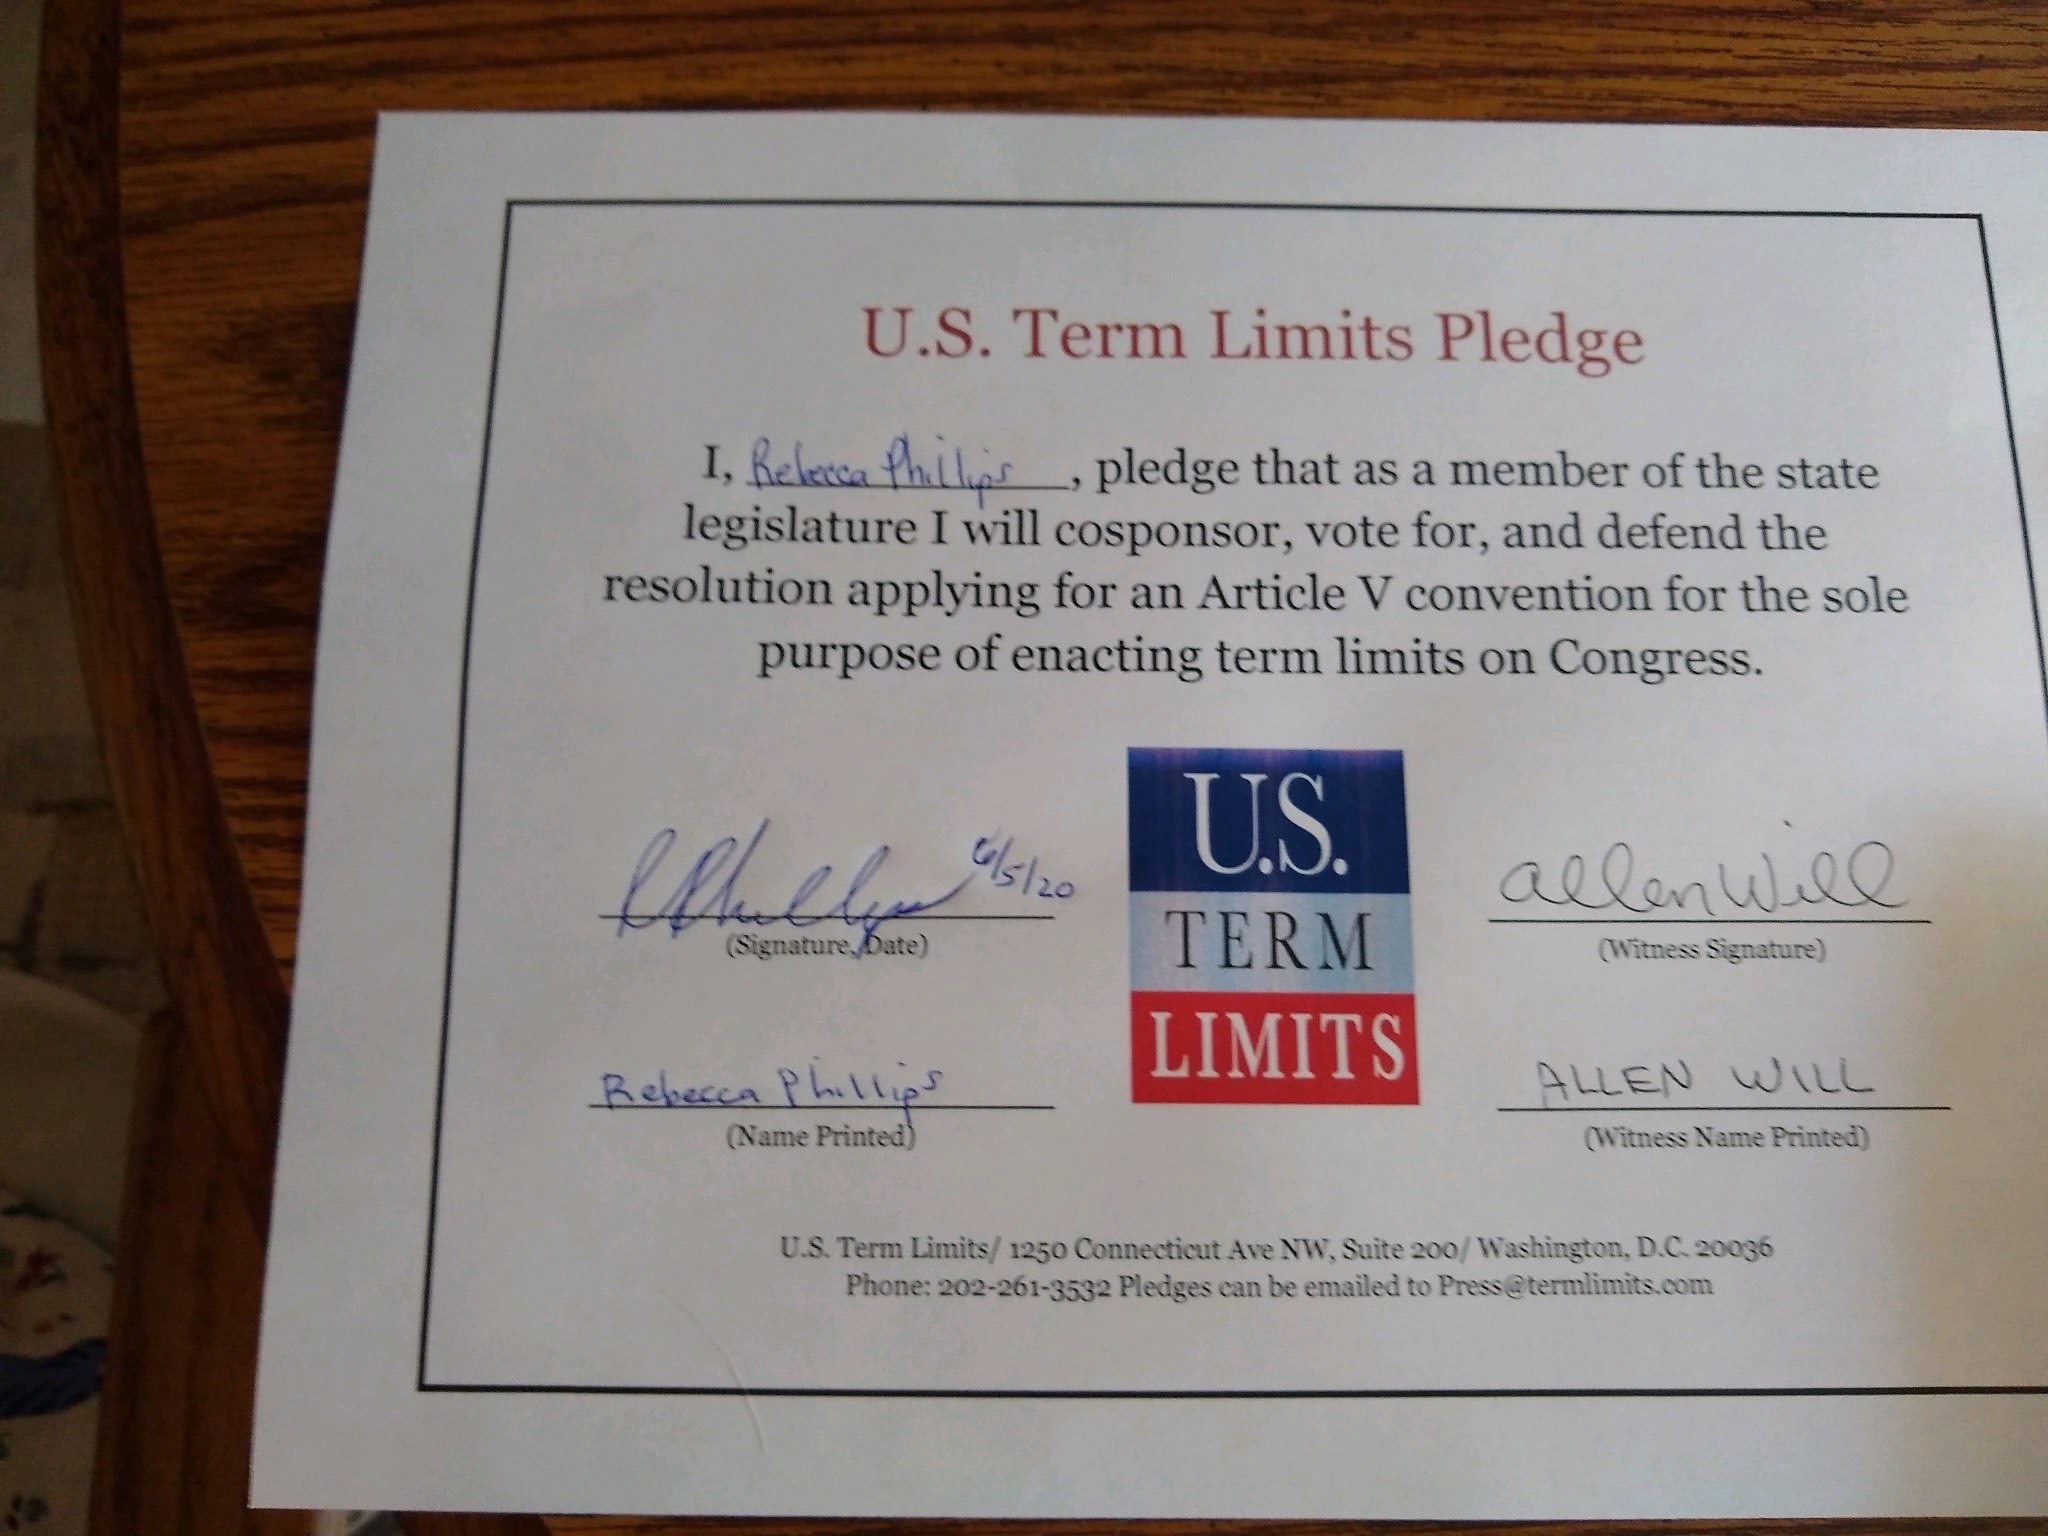 U.S. Term Limits Pledge
I, Rebecca Phillips, pledge that as a member of the state
legislature I will cosponsor, vote for, and defend the
resolution applying for an Article V convention for the sole
purpose of enacting term limits on Congress.
6/5/20
(Signature, Date)
Rebecca Phillips
(Name Printed)
U.S.
TERM
LIMITS
Allen Will
(Witness Signature)
ALLEN WILL
(Witness Name Printed)
U.S. Term Limits/ 1250 Connecticut Ave NW, Suite 200/ Washington, D.C. 20036
Phone: 202-261-3532 Pledges can be emailed to Press@termlimits.com